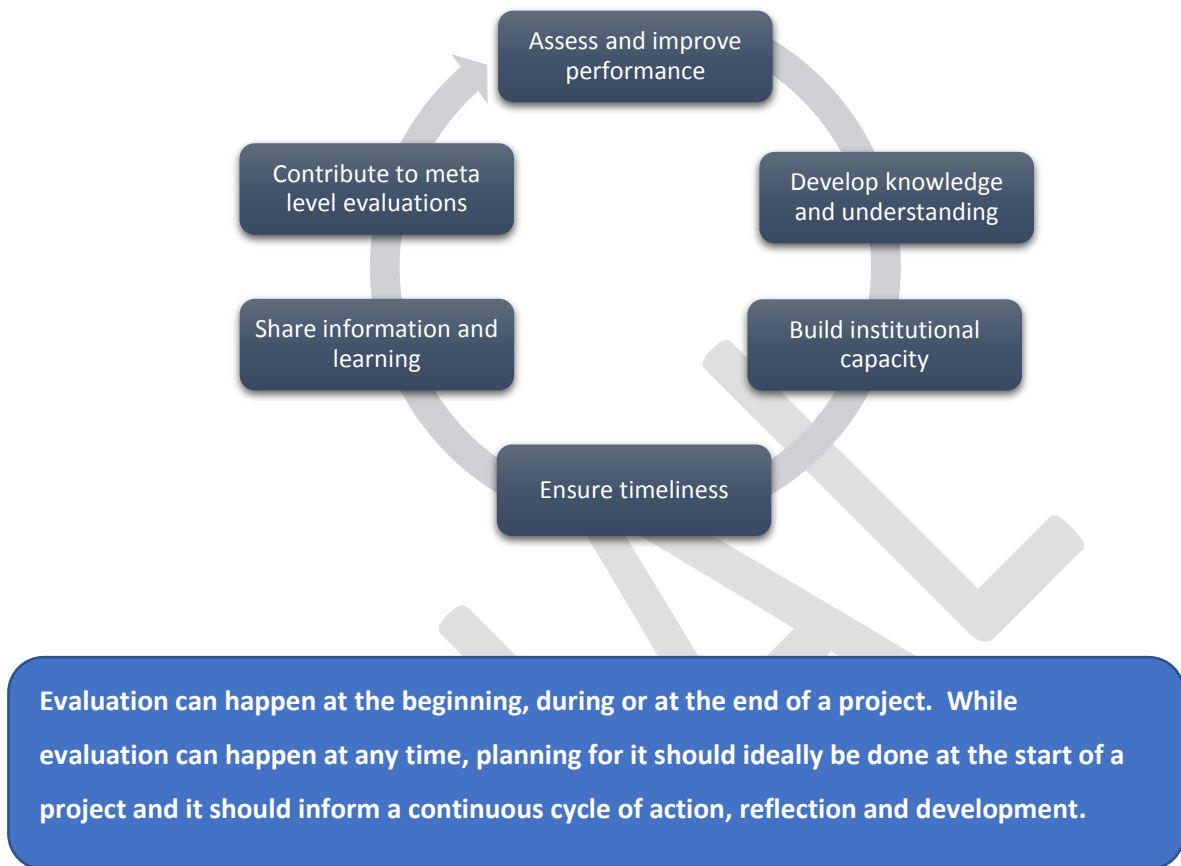 Assess and improve
performance
Develop knowledge
and understanding
Build institutional
capacity
Ensure timeliness
Share information and
learning
Contribute to meta
level evaluations
Evaluation can happen at the beginning, during or at the end of a project.  While
evaluation can happen at any time, planning for it should ideally be done at the start of a
project and it should inform a continuous cycle of action, reflection and development.